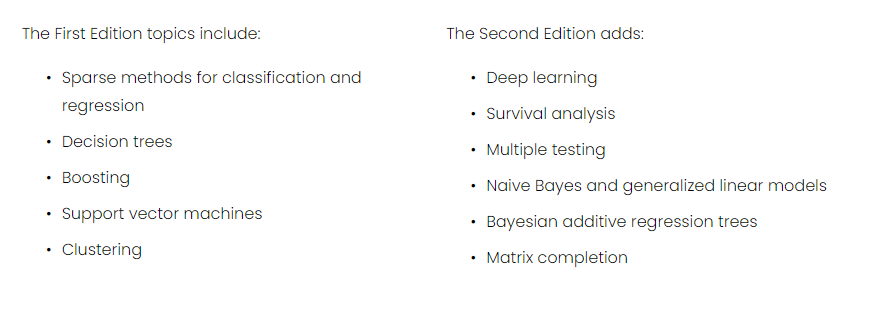 The First Edition topics include:
• Sparse methods for classification and
regression
• Decision trees
• Boosting
• Support vector machines
• Clustering
The Second Edition adds:
• Deep learning
• Survival analysis
• Multiple testing
• Naive Bayes and generalized linear models
• Bayesian additive regression trees
• Matrix completion